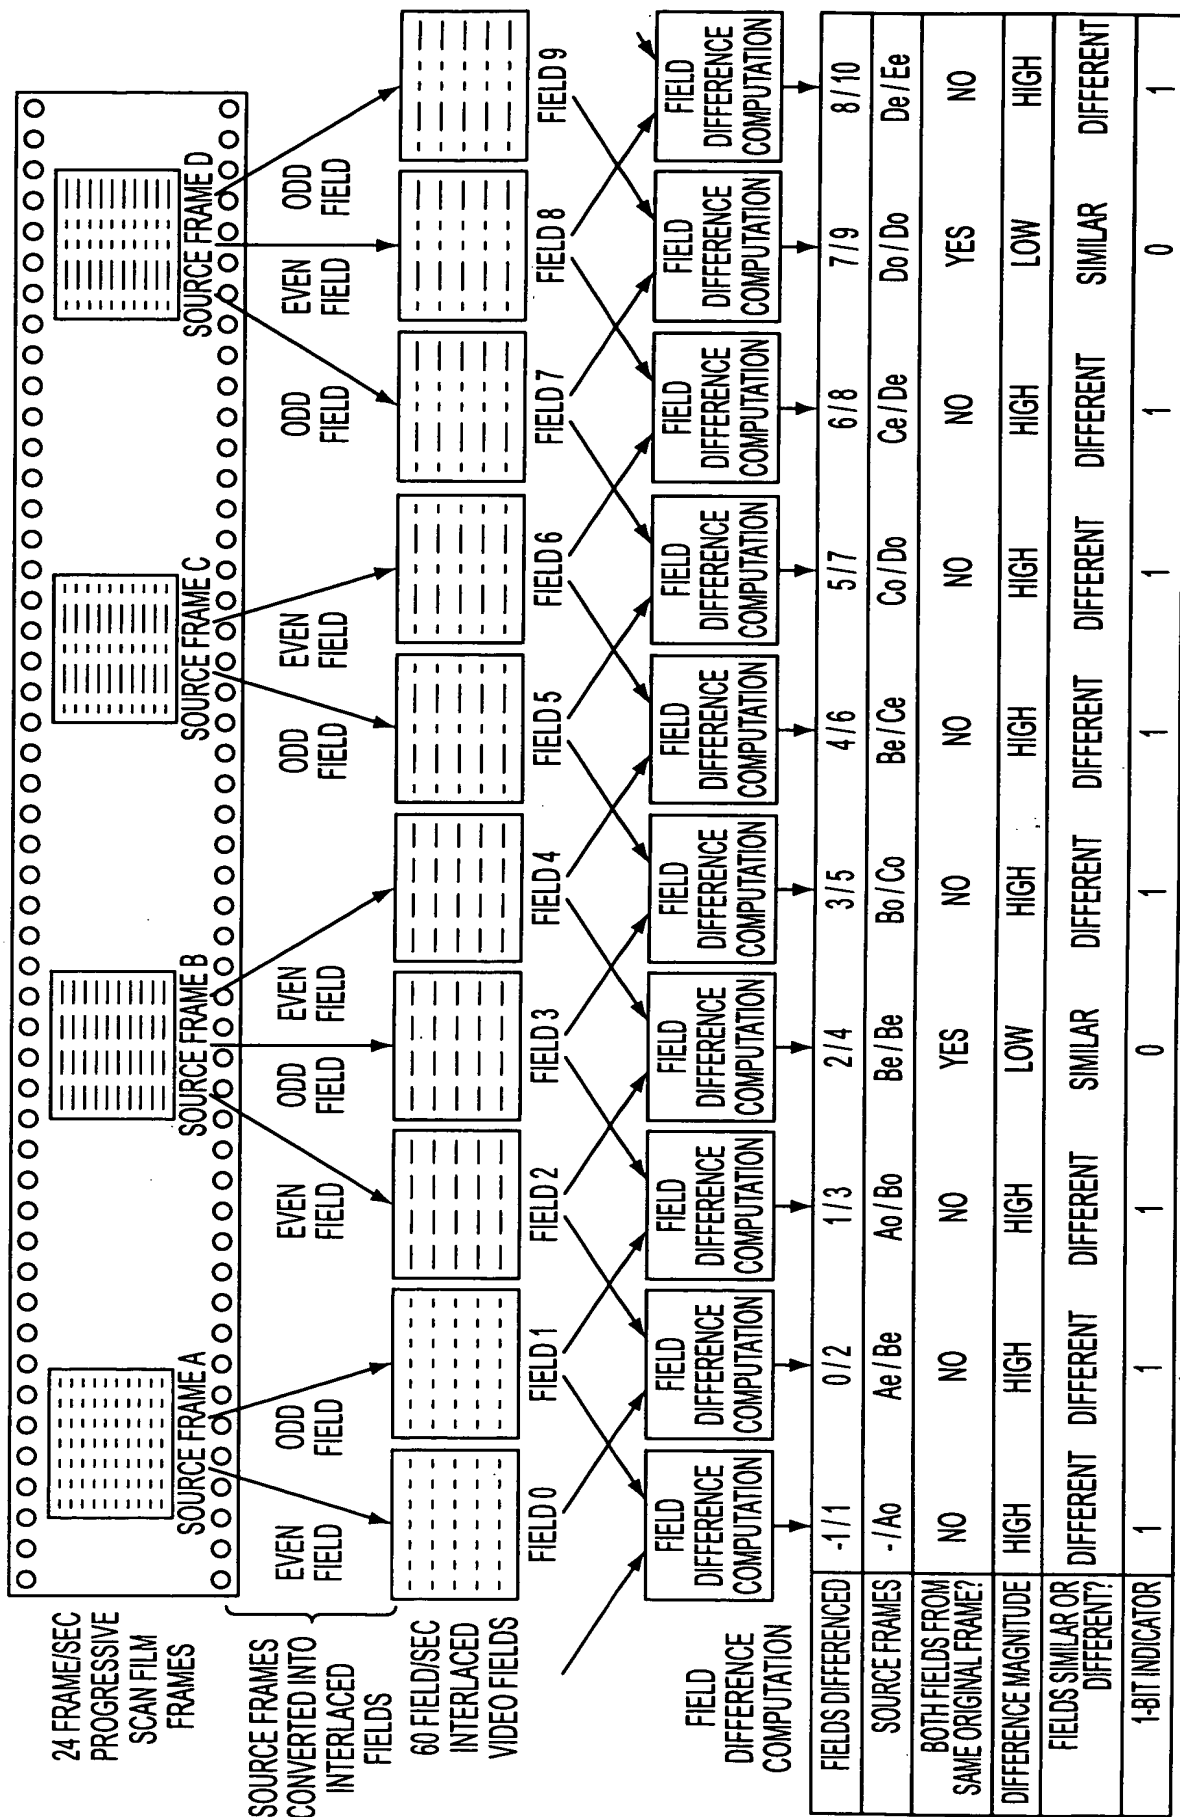 24 FRAME/SEC
PROGRESSIVE
SCAN FILM
FRAMES
SOURCE FRAME A
SOURCE FRAME B
SOURCE FRAME C
SOURCE FRAME D
SOURCE FRAMES
CONVERTED INTO
INTERLACED
FIELDS
EVEN
FIELD
ODD
FIELD
EVEN
FIELD
ODD
FIELD
EVEN
FIELD
ODD
FIELD
EVEN
FIELD
ODD
FIELD
EVEN
FIELD
ODD
FIELD
60 FIELD/SEC
INTERLACED
VIDEO FIELDS
FIELD 0
FIELD 1
FIELD 2
FIELD 3
FIELD 4
FIELD 5
FIELD 6
FIELD 7
FIELD 8
FIELD 9
FIELD
DIFFERENCE
COMPUTATION
FIELD
DIFFERENCE
COMPUTATION
FIELD
DIFFERENCE
COMPUTATION
FIELD
DIFFERENCE
COMPUTATION
FIELD
DIFFERENCE
COMPUTATION
FIELD
DIFFERENCE
COMPUTATION
FIELD
DIFFERENCE
COMPUTATION
FIELD
DIFFERENCE
COMPUTATION
FIELD
DIFFERENCE
COMPUTATION
FIELD
DIFFERENCE
COMPUTATION
FIELD
DIFFERENCE
COMPUTATION
FIELDS DIFFERENCED -1/1 0/2 1/3 2/4 3/5 4/6 5/7 6/8 7/9 8/10
SOURCE FRAMES -/Ao Ae/Be Ao/Bo Be/Be Bo/Co Be/Ce Co/Do Ce/De Do/Do De/Ee
BOTH FIELDS FROM
SAME ORIGINAL FRAME? NO NO NO YES NO NO NO NO YES NO
DIFFERENCE MAGNITUDE HIGH HIGH HIGH LOW HIGH HIGH HIGH HIGH LOW HIGH
FIELDS SIMILAR OR
DIFFERENT? DIFFERENT DIFFERENT DIFFERENT SIMILAR DIFFERENT DIFFERENT DIFFERENT DIFFERENT SIMILAR DIFFERENT
1-BIT INDICATOR 1 1 1 0 1 1 1 1 0 1